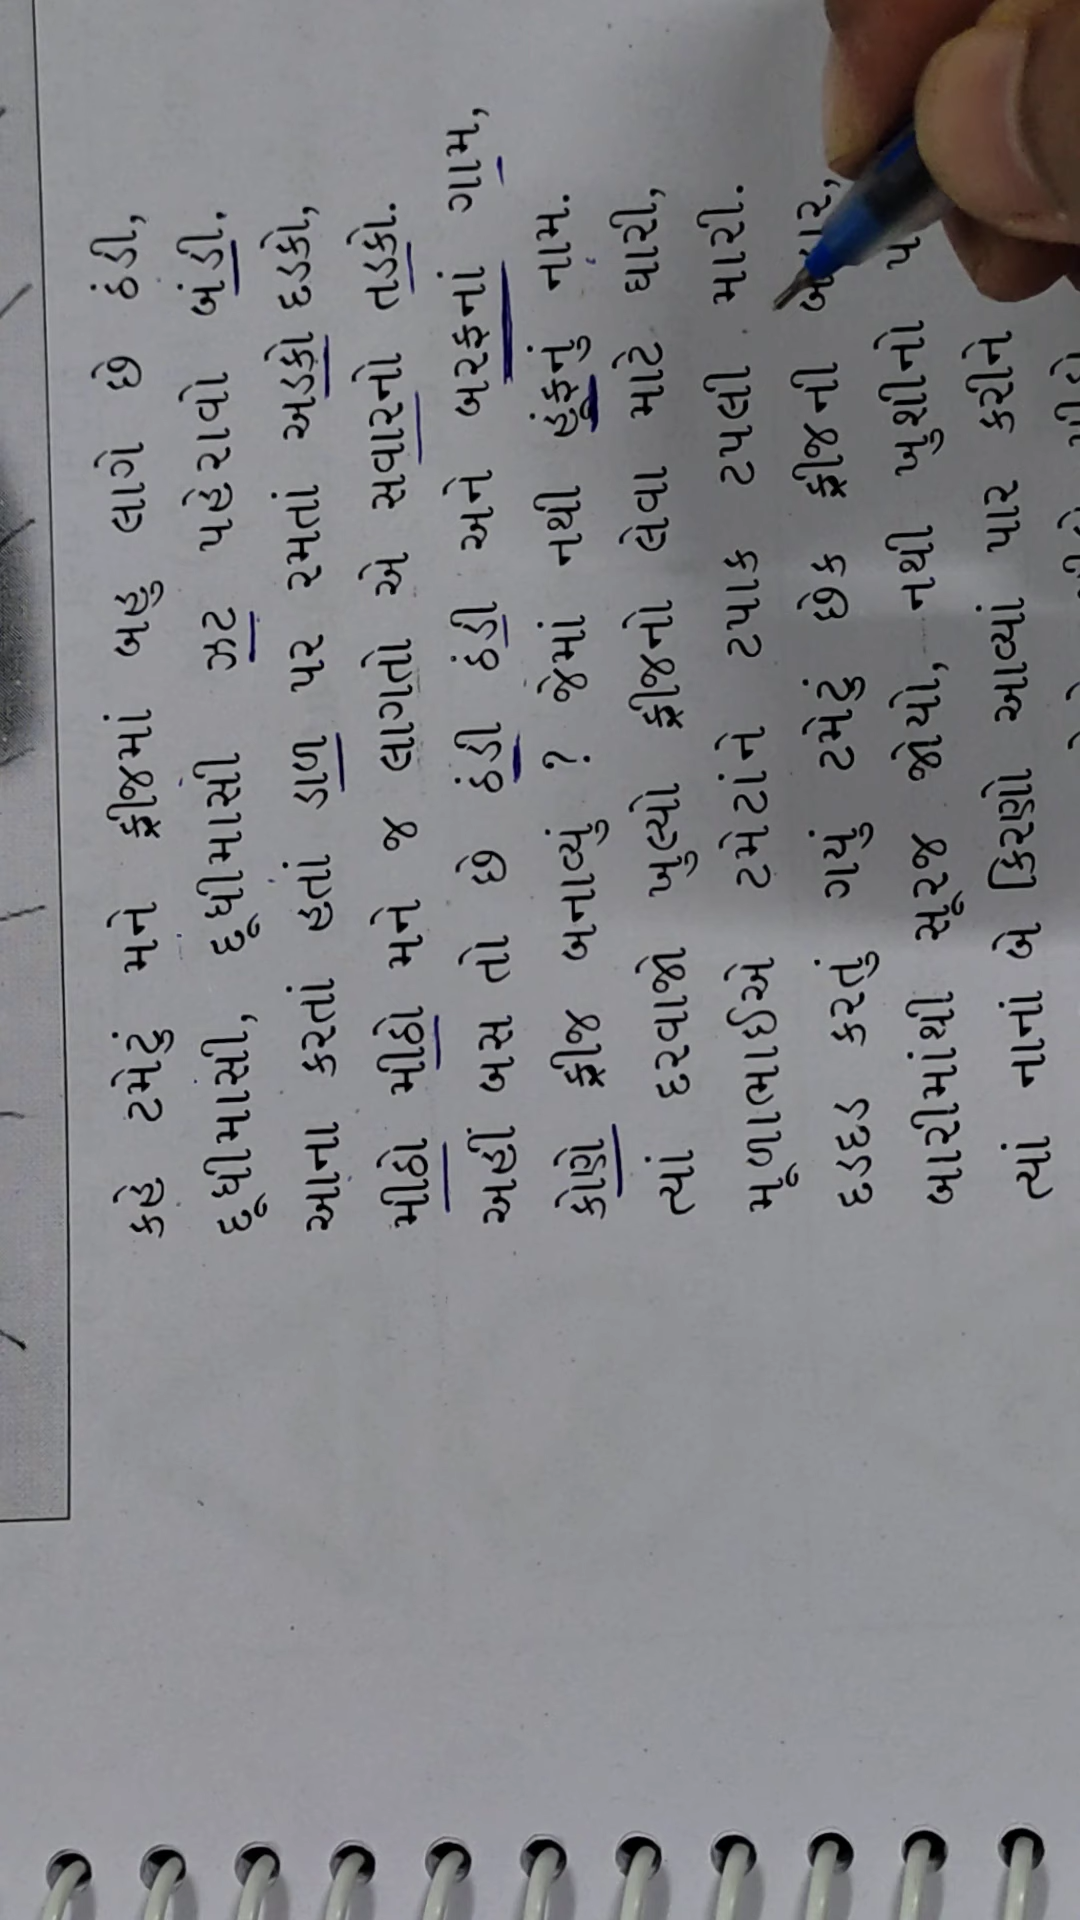 કહે ટમેટું મને ફ્રીજમાં બહુ લાગે છે ઠંડી,
દૂધીમાસી, દૂધીમાસી ઝટ પહેરાવો બંડી.
આના કરતાં હતાં ડાળ પર રમતાં અડકો દડકો,
મીઠો મીઠો મને જ લાગતો એ સવારનો તડકો.
અહીં બસ તો છે ઠંડી ઠંડી અને બરફનાં ગામ,
કોણે ફ્રીજ બનાવ્યું ? જેમાં નથી હૂંફનું નામ.
ત્યાં દરવાજો ખુલ્યો ફ્રીજનો લેવા માટે ઘારી,
મૂળાભાઈએ ટમેટાંને ટપાક ટપલી મારી.
દડદડ કરતું ગયું ટમેટું છેક ફ્રીજની
બારીમાંથી સૂરજ જોયો, નથી ખુશીનો
ત્યાં નાનાં બે કિરણો આવ્યાં પાર કરીને